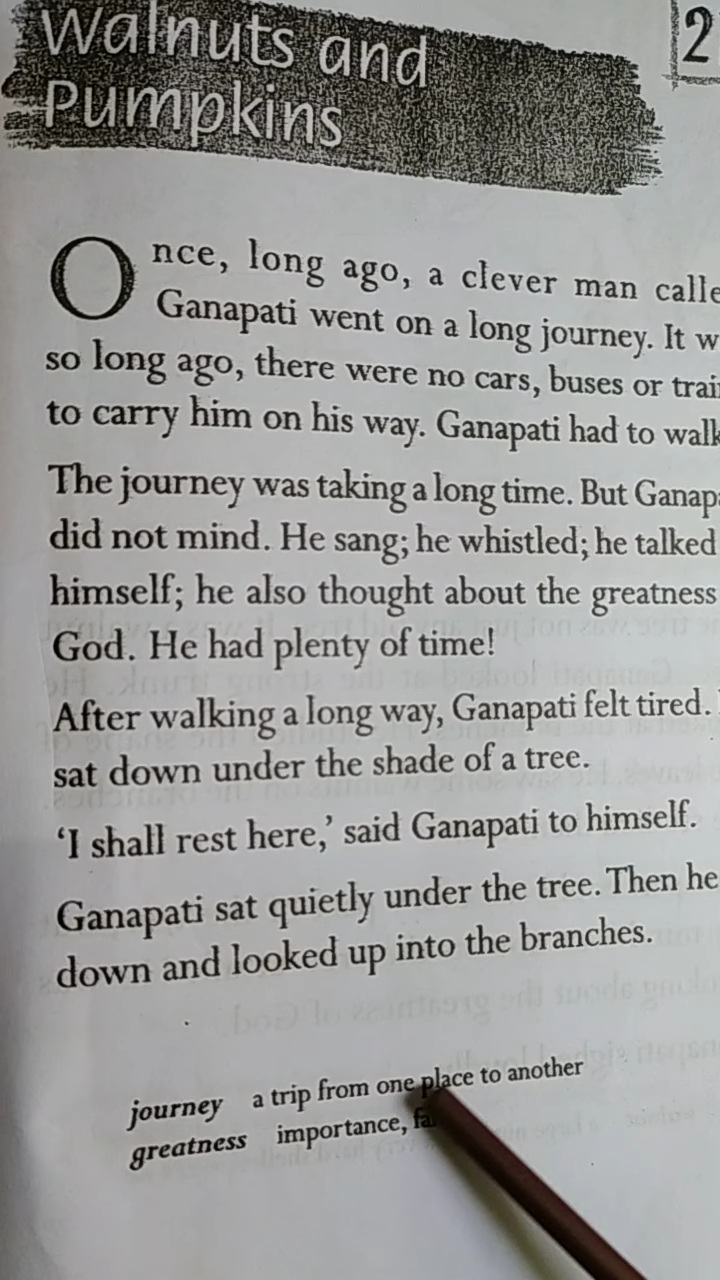 Walnuts and
Pumpkins
2
Once, long ago, a clever man
Ganapati went on a long journey. It
so long ago, there were no cars, buses or
to carry him on his way. Ganapati had to walk
The journey was taking a long time. But
did not mind. He sang; he whistled; he talked
himself; he also thought about the greatness
God. He had plenty of time!
After walking a long way, Ganapati felt tired.
sat down under the shade of a tree.
‘I shall rest here,’ said Ganapati to himself.
Ganapati sat quietly under the tree. Then he
down and looked up into the branches.
journey a trip from one place to another
greatness importance,